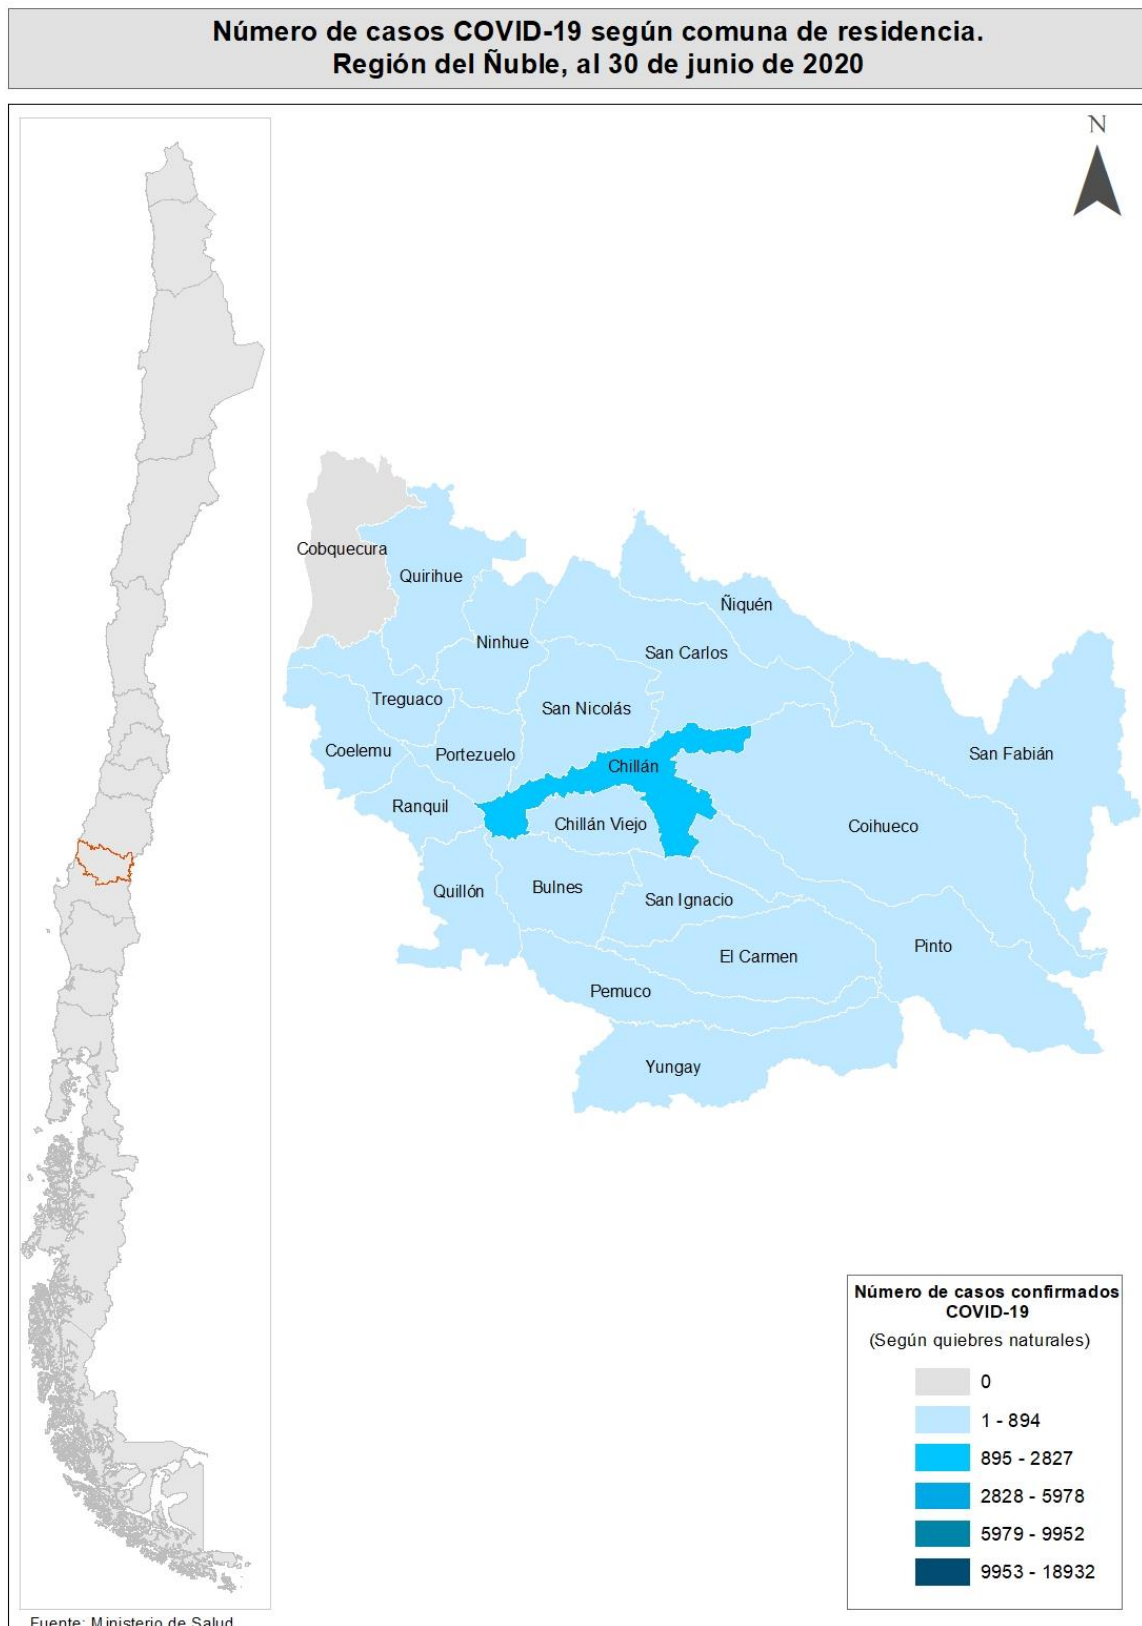 Número de casos COVID-19 según comuna de residencia.
Región del Ñuble, al 30 de junio de 2020
N
Cobquecura
Quirihue
Ñiquén
Ninhue
San Carlos
Treguaco
San Nicolás
Coelemu
Portezuelo
Chillán
San Fabián
Ranquil
Chillán Viejo
Coihueco
Quillón
Bulnes
San Ignacio
Pinto
El Carmen
Pemuco
Yungay
Número de casos confirmados
COVID-19
(Según quiebres naturales)
0
1 - 894
895 - 2827
2828 - 5978
5979 - 9952
9953 - 18932
Fuente: Ministerio de Salud